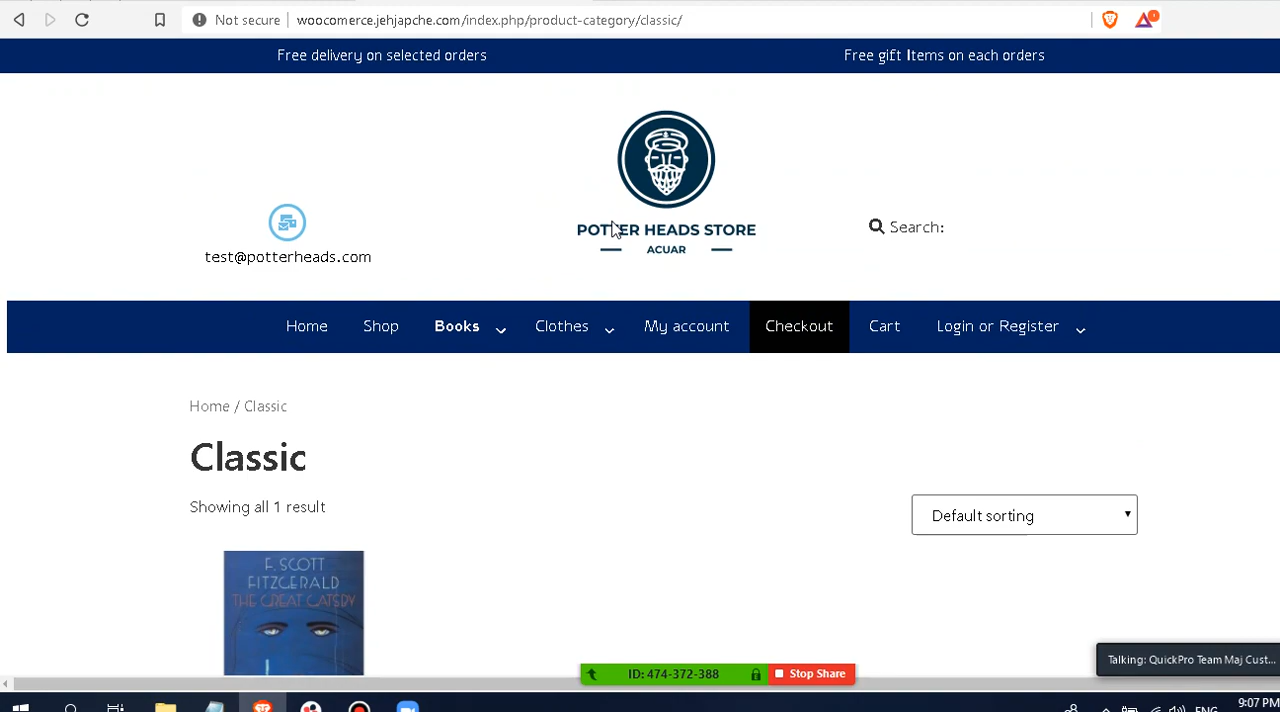 Not secure | woocomerce.jehjapche.com/index.php/product-category/classic/
Free delivery on selected orders
Free gift Items on each orders
POTTER HEADS STORE
ACUAR
test@potterheads.com
Search:
Home Shop Books Clothes My account Checkout Cart Login or Register
Home / Classic
Classic
Showing all 1 result
Default sorting
F. SCOTT
FITZGERALD
THE GREAT GATSBY
ID: 474-372-388 Stop Share
Talking: QuickPro Team Maj Cust...
ENG 9:07 PM